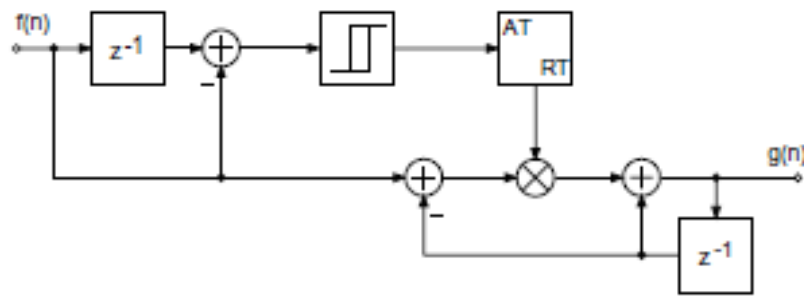 f(n)
z⁻¹
+
−
AT
RT
+
−
×
+
g(n)
z⁻¹